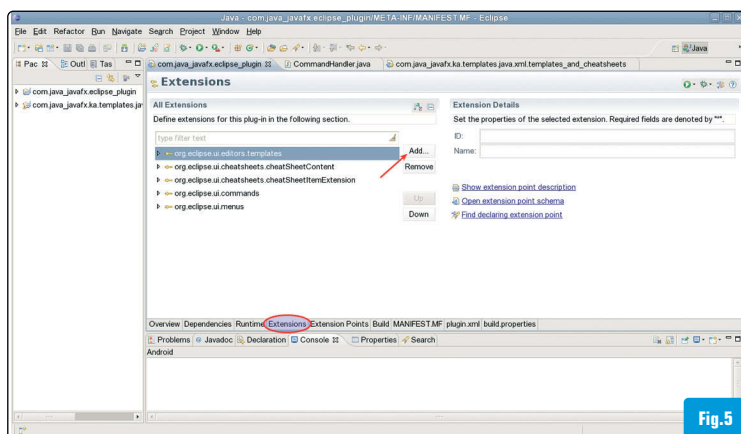 Java - com.java_javafx.eclipse_plugin/META-INF/MANIFEST.MF - Eclipse
File Edit Refactor Run Navigate Search Project Window Help
Java
Pac Outl Tas
com.java_javafx.eclipse_plugin CommandHandler.java com.java_javafx.ka.templates.java.xml.templates_and_cheatsheets
com.java_javafx.eclipse_plugin
com.java_javafx.ka.templates.jav
Extensions
All Extensions
Define extensions for this plug-in in the following section.
type filter text
org.eclipse.ui.editors.templates
org.eclipse.ui.cheatsheets.cheatSheetContent
org.eclipse.ui.cheatsheets.cheatSheetItemExtension
org.eclipse.ui.commands
org.eclipse.ui.menus
Add...
Remove
Up
Down
Extension Details
Set the properties of the selected extension. Required fields are denoted by "*".
ID:
Name:
Show extension point description
Open extension point schema
Find declaring extension point
Overview Dependencies Runtime Extensions Extension Points Build MANIFEST.MF plugin.xml build.properties
Problems Javadoc Declaration Console Properties Search
Android
Fig.5